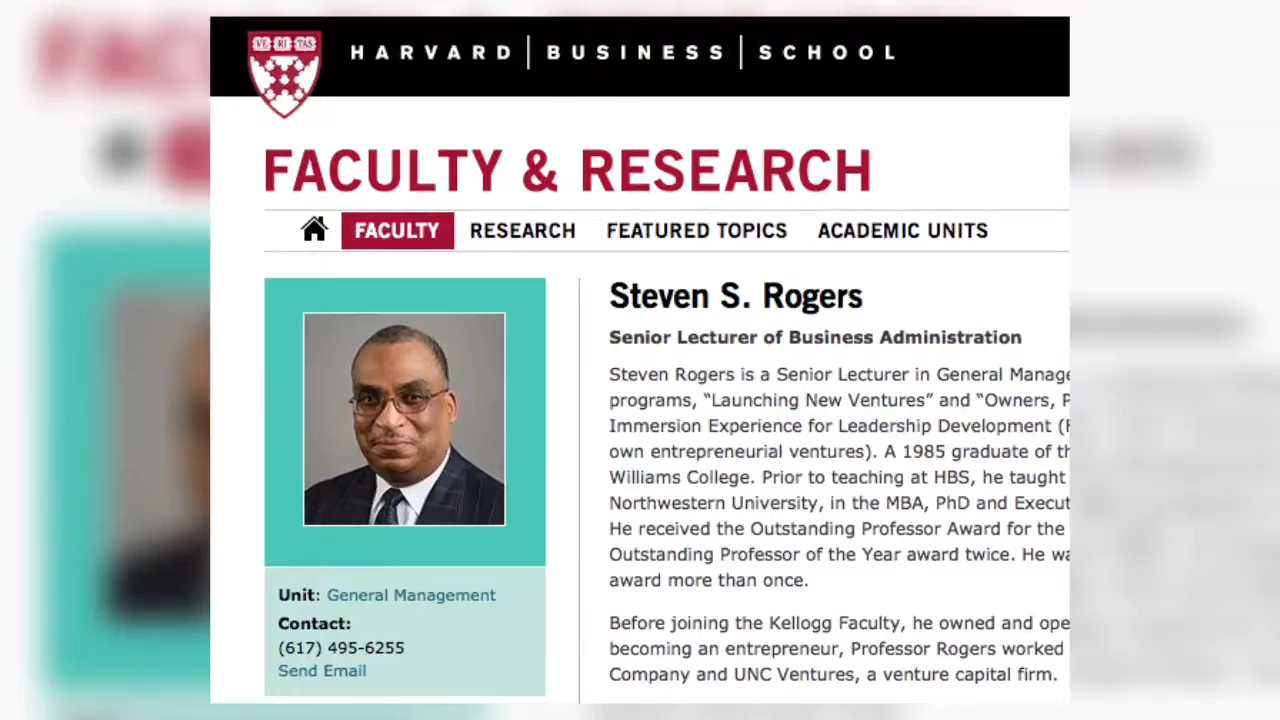 HARVARD | BUSINESS | SCHOOL
FACULTY & RESEARCH
FACULTY RESEARCH FEATURED TOPICS ACADEMIC UNITS
Steven S. Rogers
Senior Lecturer of Business Administration
Steven Rogers is a Senior Lecturer in General Manage
programs, “Launching New Ventures” and “Owners, P
Immersion Experience for Leadership Development (
own entrepreneurial ventures). A 1985 graduate of th
Williams College. Prior to teaching at HBS, he taught
Northwestern University, in the MBA, PhD and Execut
He received the Outstanding Professor Award for the
Outstanding Professor of the Year award twice. He wa
award more than once.
Before joining the Kellogg Faculty, he owned and ope
becoming an entrepreneur, Professor Rogers worked
Company and UNC Ventures, a venture capital firm.
Unit: General Management
Contact:
(617) 495-6255
Send Email